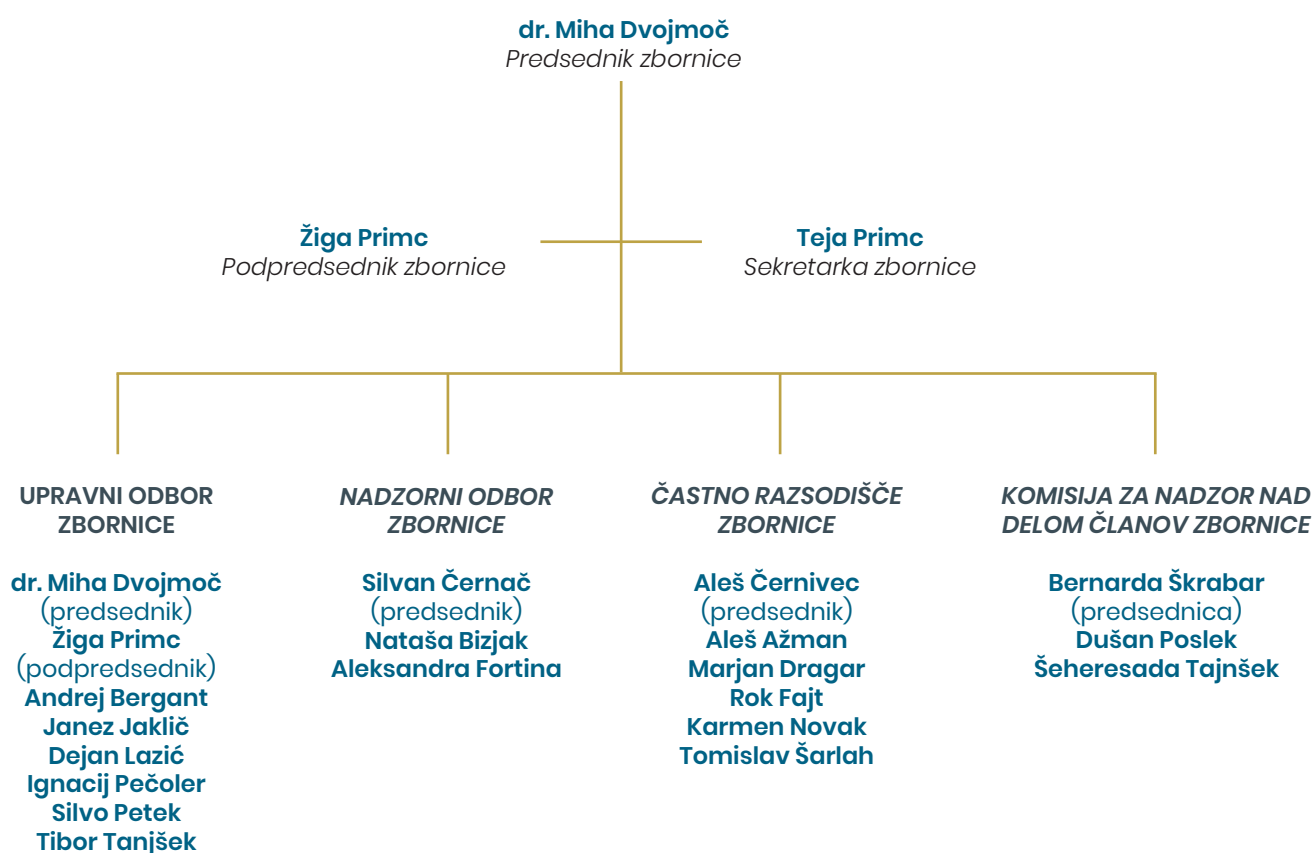 dr. Miha Dvojmoč
Predsednik zbornice
Žiga Primc
Podpredsednik zbornice
Teja Primc
Sekretarka zbornice
UPRAVNI ODBOR
ZBORNICE
dr. Miha Dvojmoč
(predsednik)
Žiga Primc
(podpredsednik)
Andrej Bergant
Janez Jaklič
Dejan Lazić
Ignacij Pečoler
Silvo Petek
Tibor Tanjšek
NADZORNI ODBOR
ZBORNICE
Silvan Černač
(predsednik)
Nataša Bizjak
Aleksandra Fortina
ČASTNO RAZSODIŠČE
ZBORNICE
Aleš Černivec
(predsednik)
Aleš Ažman
Marjan Dragar
Rok Fajt
Karmen Novak
Tomislav Šarlah
KOMISIJA ZA NADZOR NAD
DELOM ČLANOV ZBORNICE
Bernarda Škrabar
(predsednica)
Dušan Poslek
Šeheresada Tajnšek